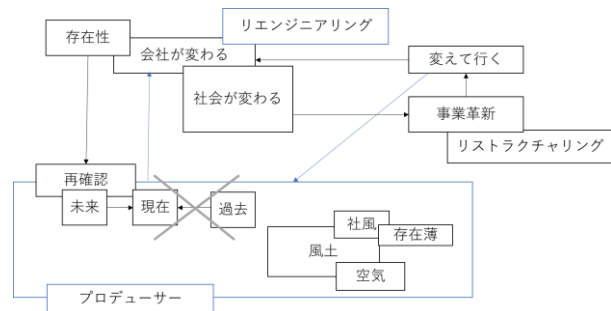 リエンジニアリング
存在性
会社が変わる
変えて行く
社会が変わる
事業革新
リストラクチャリング
再確認
未来
現在
過去
社風
存在薄
風土
空気
プロデューサー